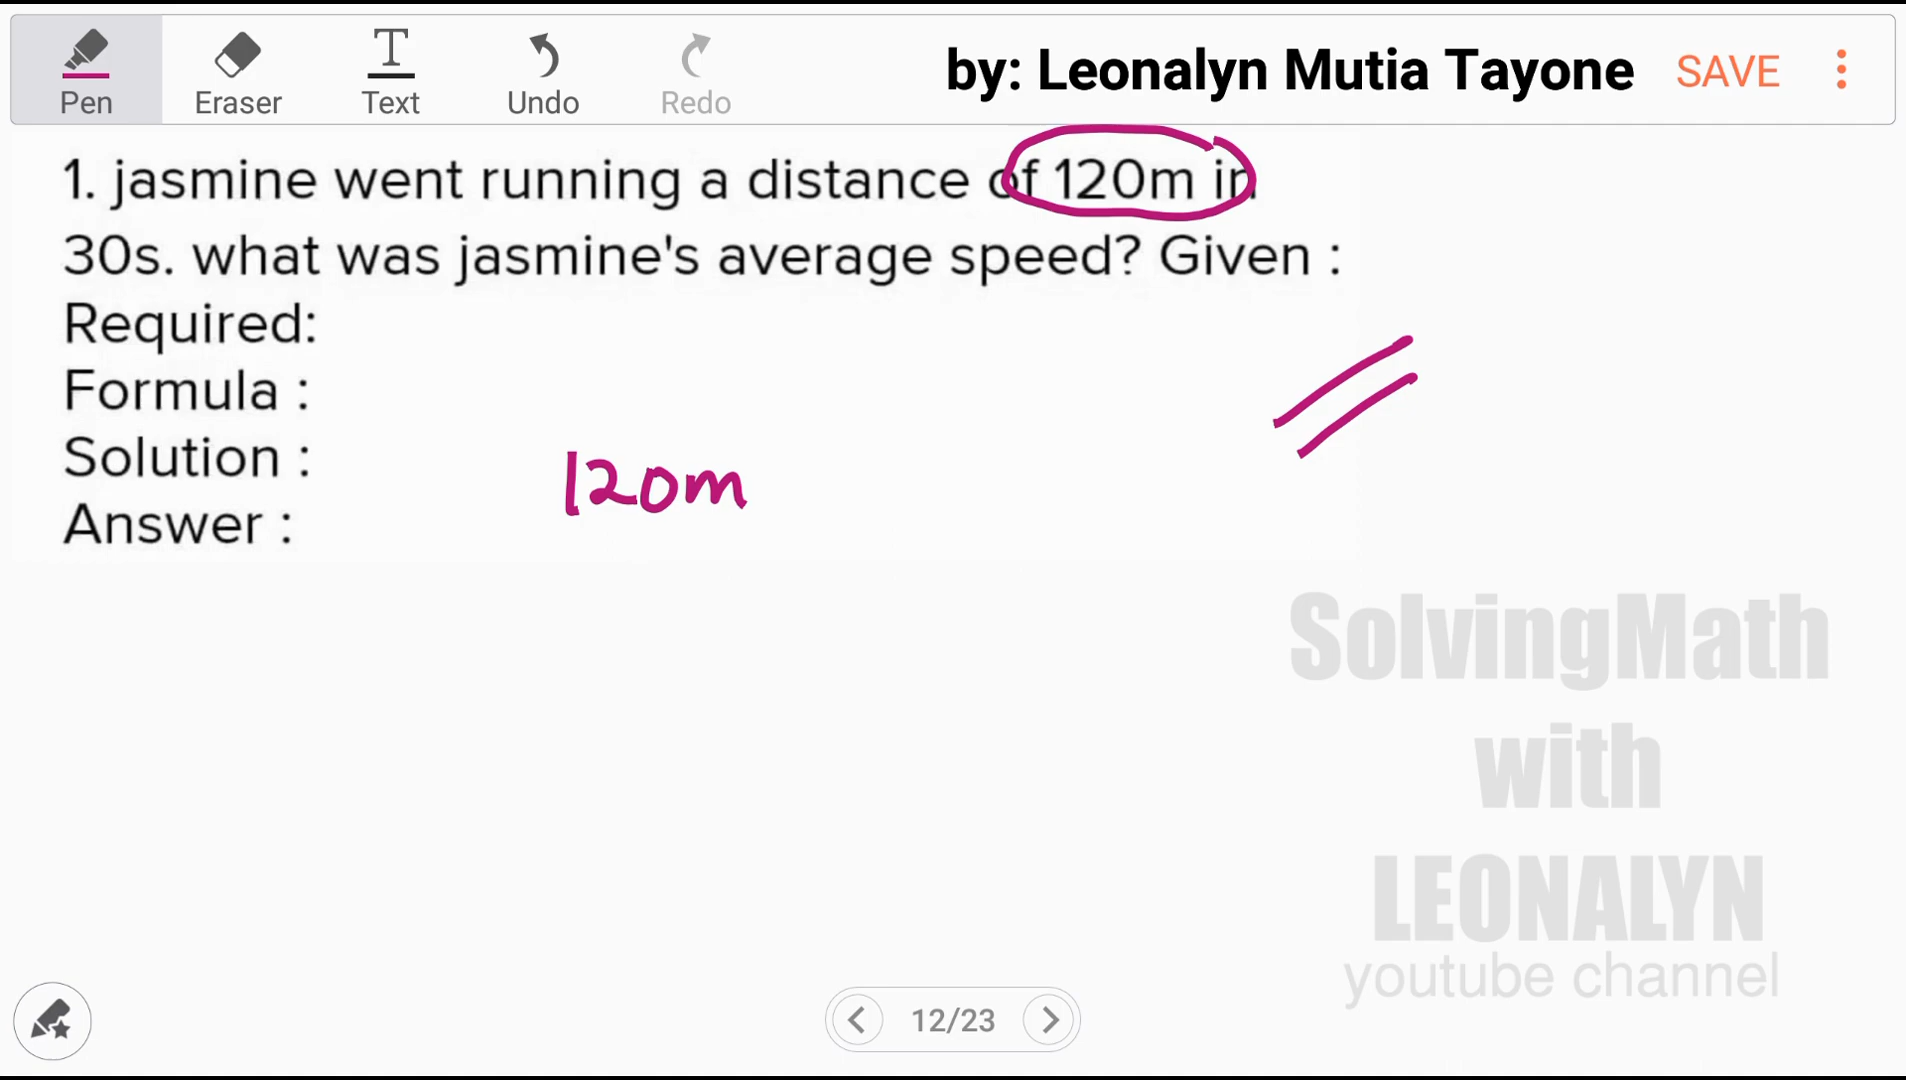 Pen Eraser Text Undo Redo by: Leonalyn Mutia Tayone SAVE
1. jasmine went running a distance of 120m in
30s. what was jasmine's average speed? Given :
Required:
Formula :
Solution :
120m
Answer :
SolvingMath
with
LEONALYN
youtube channel
12/23